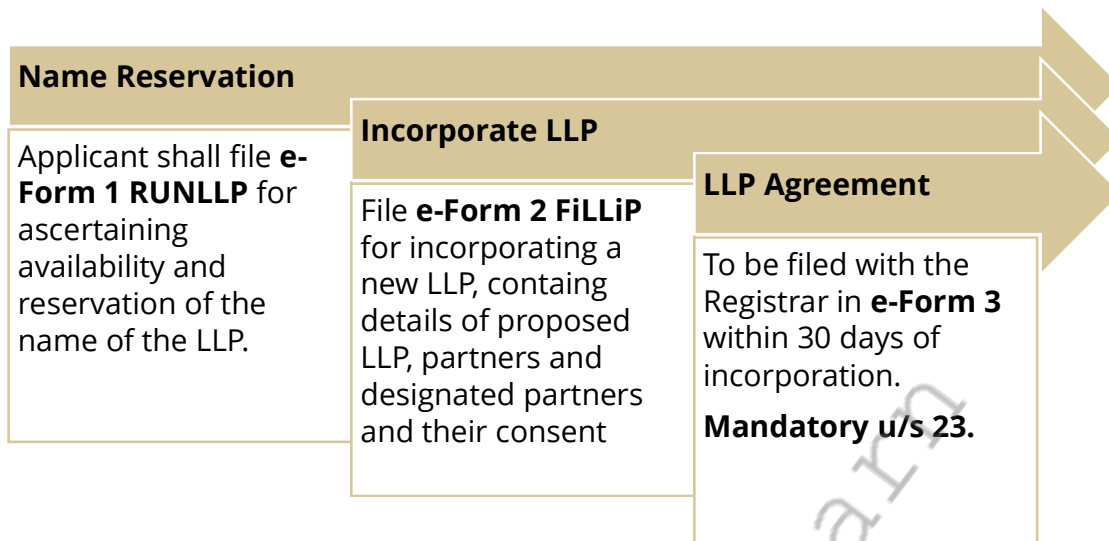 Name Reservation
Applicant shall file e-
Form 1 RUNLLP for
ascertaining
availability and
reservation of the
name of the LLP.
Incorporate LLP
File e-Form 2 FiLLiP
for incorporating a
new LLP, containg
details of proposed
LLP, partners and
designated partners
and their consent
LLP Agreement
To be filed with the
Registrar in e-Form 3
within 30 days of
incorporation.
Mandatory u/s 23.
arn